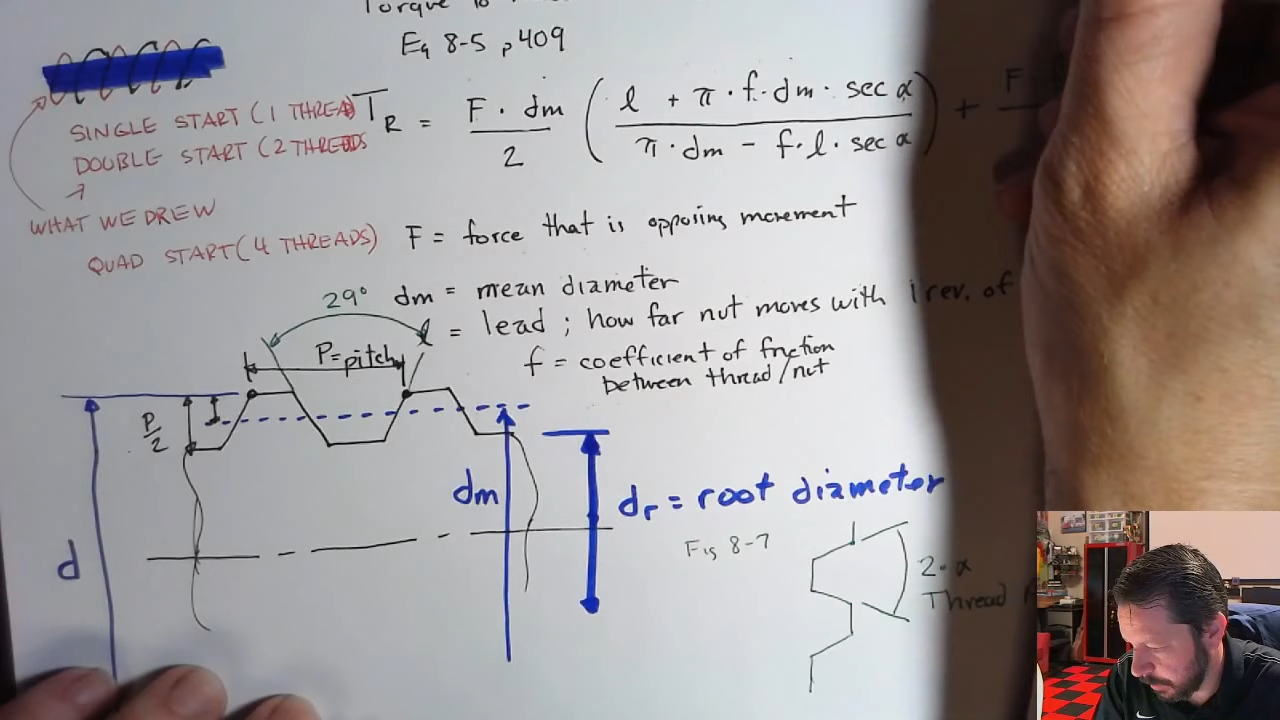 Torque to
Eq 8-5 p409
SINGLE START (1 THREAD)
DOUBLE START (2 THREADS
WHAT WE DREW
QUAD START (4 THREADS)
T_R = F · dm / 2 ( l + π · f · dm · sec α / π · dm - f · l · sec α ) + F
F = force that is opposing movement
dm = mean diameter
l = lead ; how far nut moves with 1 rev. of
f = coefficient of friction
between thread/nut
29°
P=pitch
P/2
d
dm
dr = root diameter
Fig 8-7
2·α
Thread